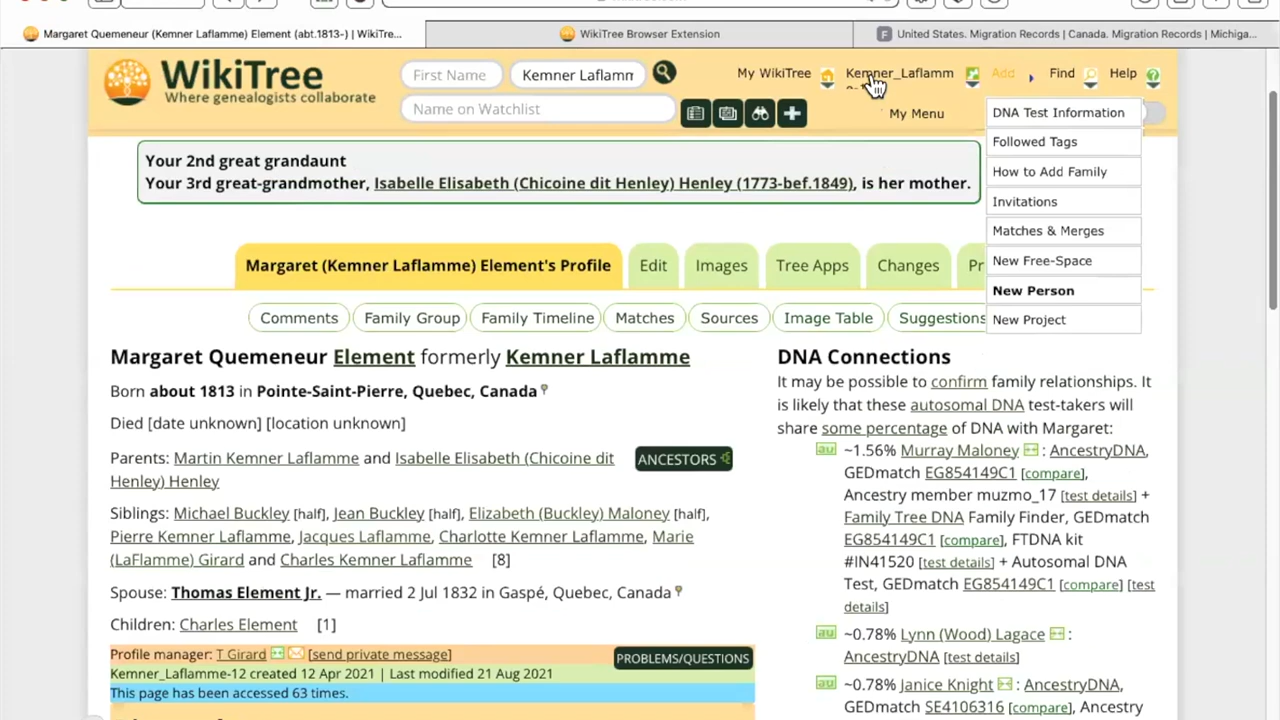 Margaret Quemeneur (Kemner Laflamme) Element (abt.1813-) | WikiTre...
WikiTree Browser Extension
United States. Migration Records | Canada. Migration Records | Michiga...
WikiTree
Where genealogists collaborate
First Name
Kemner Laflamm
Name on Watchlist
My WikiTree
Kemner_Laflamm
Add
Find
Help
My Menu
DNA Test Information
Followed Tags
How to Add Family
Invitations
Matches & Merges
New Free-Space
New Person
New Project
Your 2nd great grandaunt
Your 3rd great-grandmother, Isabelle Elisabeth (Chicoine dit Henley) Henley (1773-bef.1849), is her mother.
Margaret (Kemner Laflamme) Element's Profile
Edit
Images
Tree Apps
Changes
Pr
Comments
Family Group
Family Timeline
Matches
Sources
Image Table
Suggestions
Margaret Quemeneur Element formerly Kemner Laflamme
Born about 1813 in Pointe-Saint-Pierre, Quebec, Canada
Died [date unknown] [location unknown]
Parents: Martin Kemner Laflamme and Isabelle Elisabeth (Chicoine dit
Henley) Henley
ANCESTORS
Siblings: Michael Buckley [half], Jean Buckley [half], Elizabeth (Buckley) Maloney [half],
Pierre Kemner Laflamme, Jacques Laflamme, Charlotte Kemner Laflamme, Marie
(LaFlamme) Girard and Charles Kemner Laflamme [8]
Spouse: Thomas Element Jr. — married 2 Jul 1832 in Gaspé, Quebec, Canada
Children: Charles Element [1]
Profile manager: T Girard [send private message]
Kemner_Laflamme-12 created 12 Apr 2021 | Last modified 21 Aug 2021
This page has been accessed 63 times.
PROBLEMS/QUESTIONS
DNA Connections
It may be possible to confirm family relationships. It
is likely that these autosomal DNA test-takers will
share some percentage of DNA with Margaret:
au ~1.56% Murray Maloney : AncestryDNA,
GEDmatch EG854149C1 [compare],
Ancestry member muzmo_17 [test details] +
Family Tree DNA Family Finder, GEDmatch
EG854149C1 [compare], FTDNA kit
#IN41520 [test details] + Autosomal DNA
Test, GEDmatch EG854149C1 [compare] [test
details]
au ~0.78% Lynn (Wood) Lagace :
AncestryDNA [test details]
au ~0.78% Janice Knight : AncestryDNA,
GEDmatch SE4106316 [compare], Ancestry